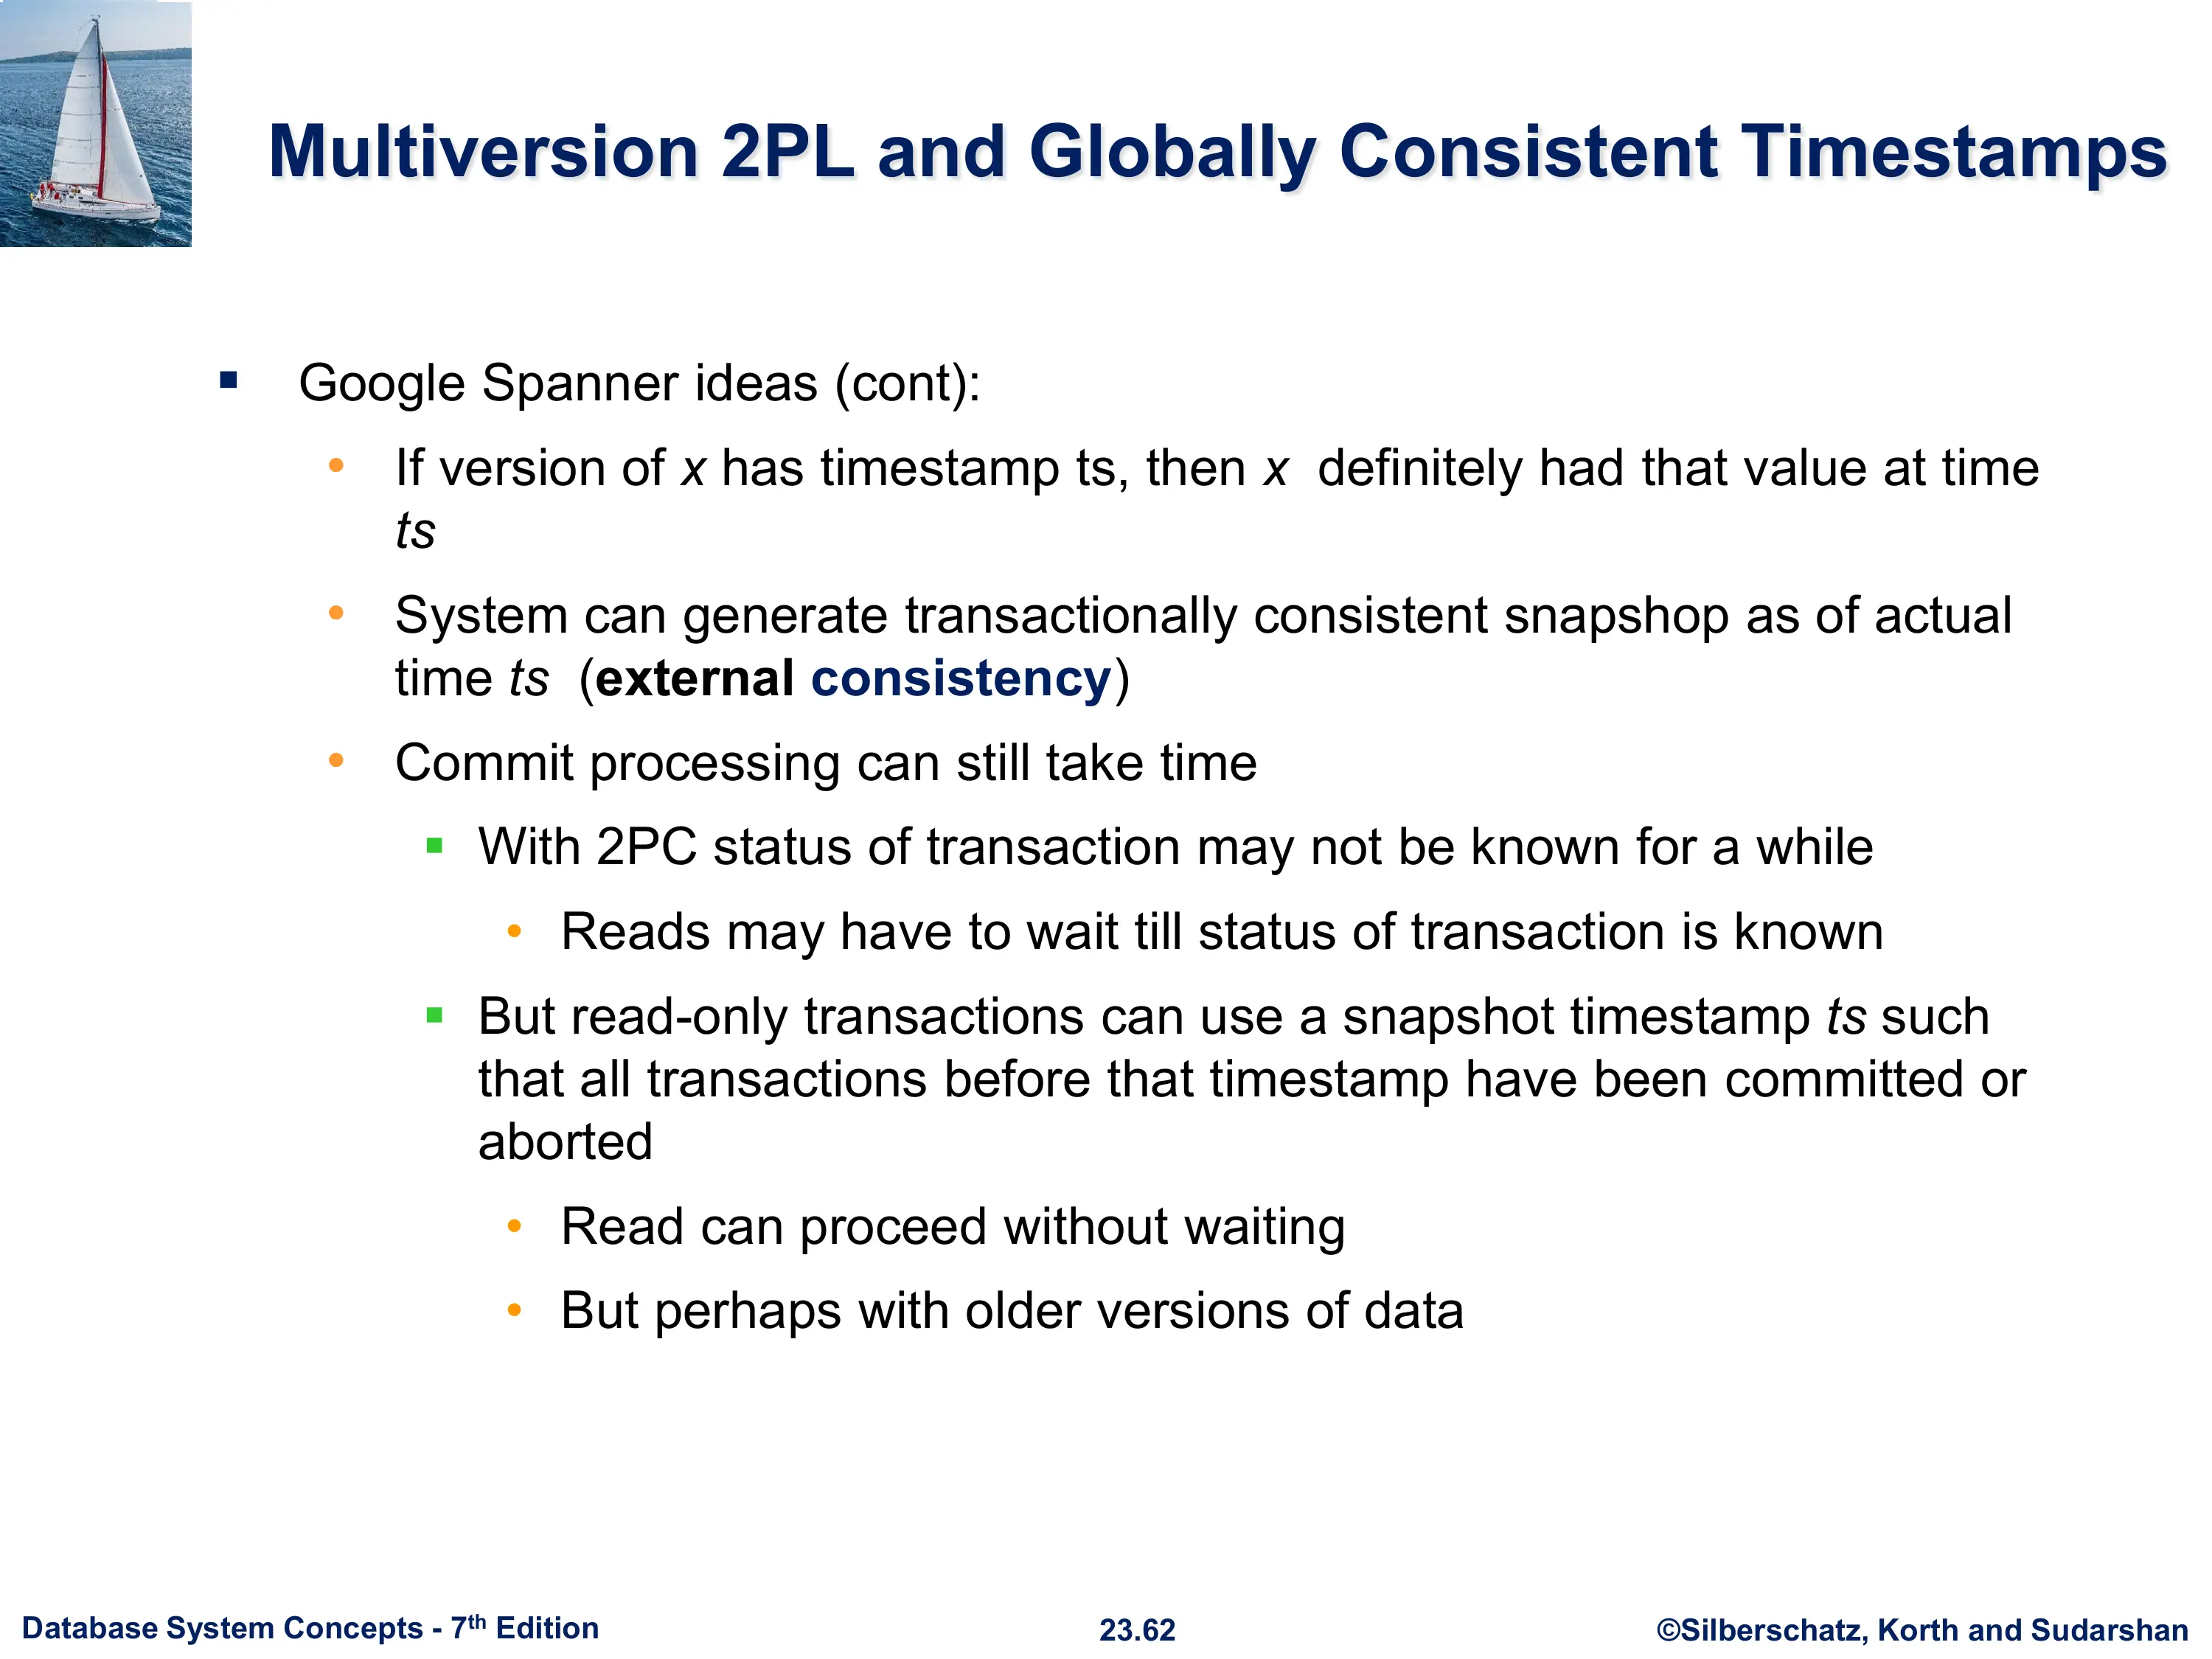 Multiversion 2PL and Globally Consistent Timestamps
▪ Google Spanner ideas (cont):
• If version of x has timestamp ts, then x definitely had that value at time
ts
• System can generate transactionally consistent snapshop as of actual
time ts (external consistency)
• Commit processing can still take time
▪ With 2PC status of transaction may not be known for a while
• Reads may have to wait till status of transaction is known
▪ But read-only transactions can use a snapshot timestamp ts such
that all transactions before that timestamp have been committed or
aborted
• Read can proceed without waiting
• But perhaps with older versions of data
Database System Concepts - 7th Edition
23.62
©Silberschatz, Korth and Sudarshan